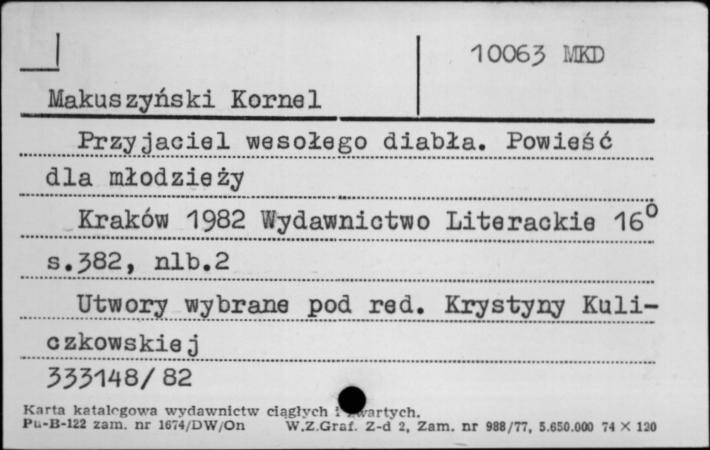 10063 MKD
Makuszyński Kornel
Przyjaciel wesołego diabła. Powieść
dla młodzieży
Kraków 1982 Wydawnictwo Literackie 16°
s.382, nlb.2
Utwory wybrane pod red. Krystyny Kuli-
czkowskiej
333148/82
Karta katalogowa wydawnictw ciągłych i zwartych.
Pu-B-122 zam. nr 1674/DW/On W.Z.Graf. Z-d 2, Zam. nr 988/77, 5.650.000 74 × 120